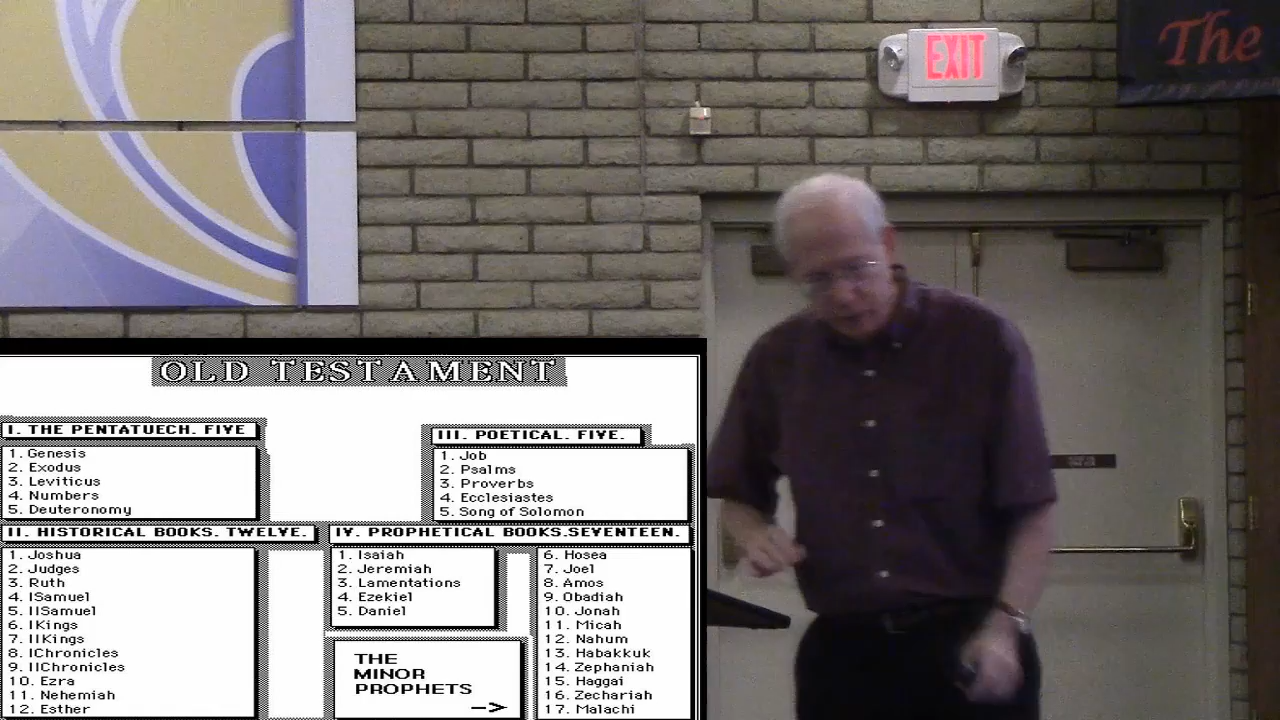 EXIT
The
OLD TESTAMENT
I. THE PENTATUECH. FIVE
1. Genesis
2. Exodus
3. Leviticus
4. Numbers
5. Deuteronomy
III. POETICAL. FIVE.
1. Job
2. Psalms
3. Proverbs
4. Ecclesiastes
5. Song of Solomon
II. HISTORICAL BOOKS. TWELVE.
1. Joshua
2. Judges
3. Ruth
4. ISamuel
5. IISamuel
6. IKings
7. IIKings
8. IChronicles
9. IIChronicles
10. Ezra
11. Nehemiah
12. Esther
IV. PROPHETICAL BOOKS.SEVENTEEN.
1. Isaiah
2. Jeremiah
3. Lamentations
4. Ezekiel
5. Daniel
THE
MINOR
PROPHETS
-->
6. Hosea
7. Joel
8. Amos
9. Obadiah
10. Jonah
11. Micah
12. Nahum
13. Habakkuk
14. Zephaniah
15. Haggai
16. Zechariah
17. Malachi